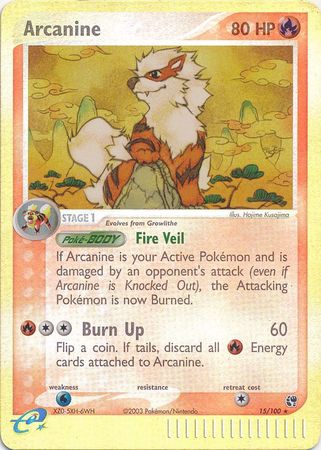 Arcanine 80 HP
Illus. Hajime Kusajima
STAGE 1
Evolves from Growlithe
Poké-BODY Fire Veil
If Arcanine is your Active Pokémon and is
damaged by an opponent's attack (even if
Arcanine is Knocked Out), the Attacking
Pokémon is now Burned.
Burn Up 60
Flip a coin. If tails, discard all Energy
cards attached to Arcanine.
weakness resistance retreat cost
XZ0 5XH-6WH ©2003 Pokémon/Nintendo 15/100 ★
e